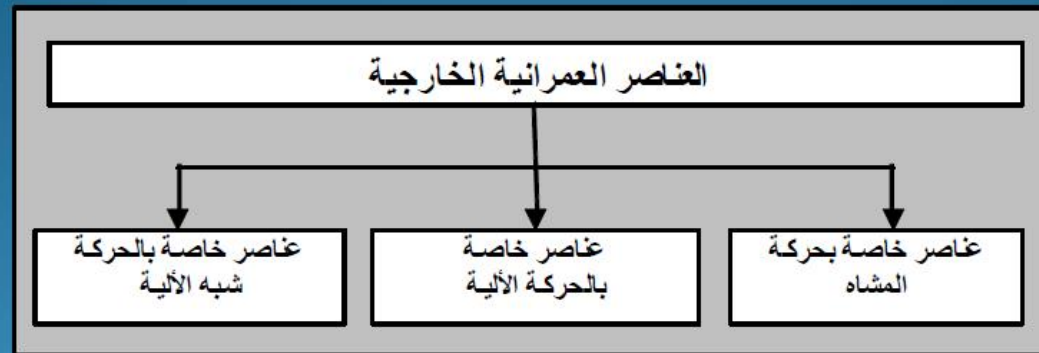 العناصر العمرانية الخارجية
عناصر خاصة بحركة
المشاه
عناصر خاصة
بالحركة الألية
عناصر خاصة بالحركة
شبه الألية